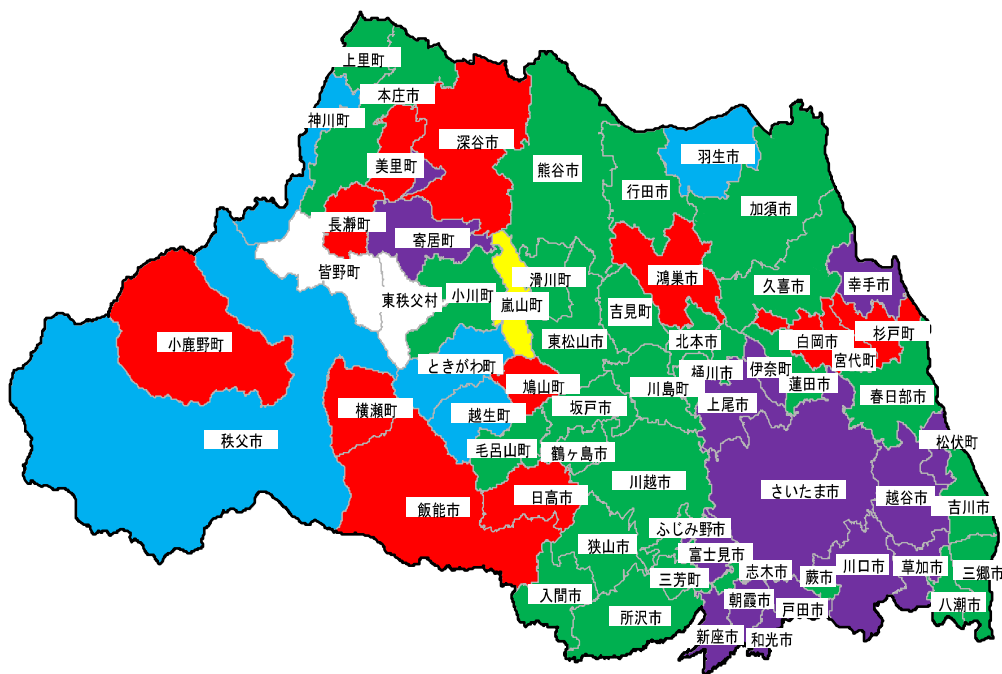 上里町
本庄市
神川町
深谷市
美里町
熊谷市
羽生市
行田市
加須市
長瀞町
寄居町
皆野町
東秩父村
小川町
滑川町
嵐山町
吉見町
鴻巣市
久喜市
幸手市
小鹿野町
東松山市
北本市
白岡市
杉戸町
宮代町
ときがわ町
鳩山町
桶川市
伊奈町
蓮田市
春日部市
川島町
上尾市
横瀬町
越生町
坂戸市
秩父市
毛呂山町
鶴ヶ島市
松伏町
川越市
さいたま市
越谷市
吉川市
飯能市
日高市
ふじみ野市
狭山市
富士見市
志木市
蕨市
川口市
草加市
三郷市
三芳町
入間市
所沢市
朝霞市
戸田市
八潮市
新座市
和光市